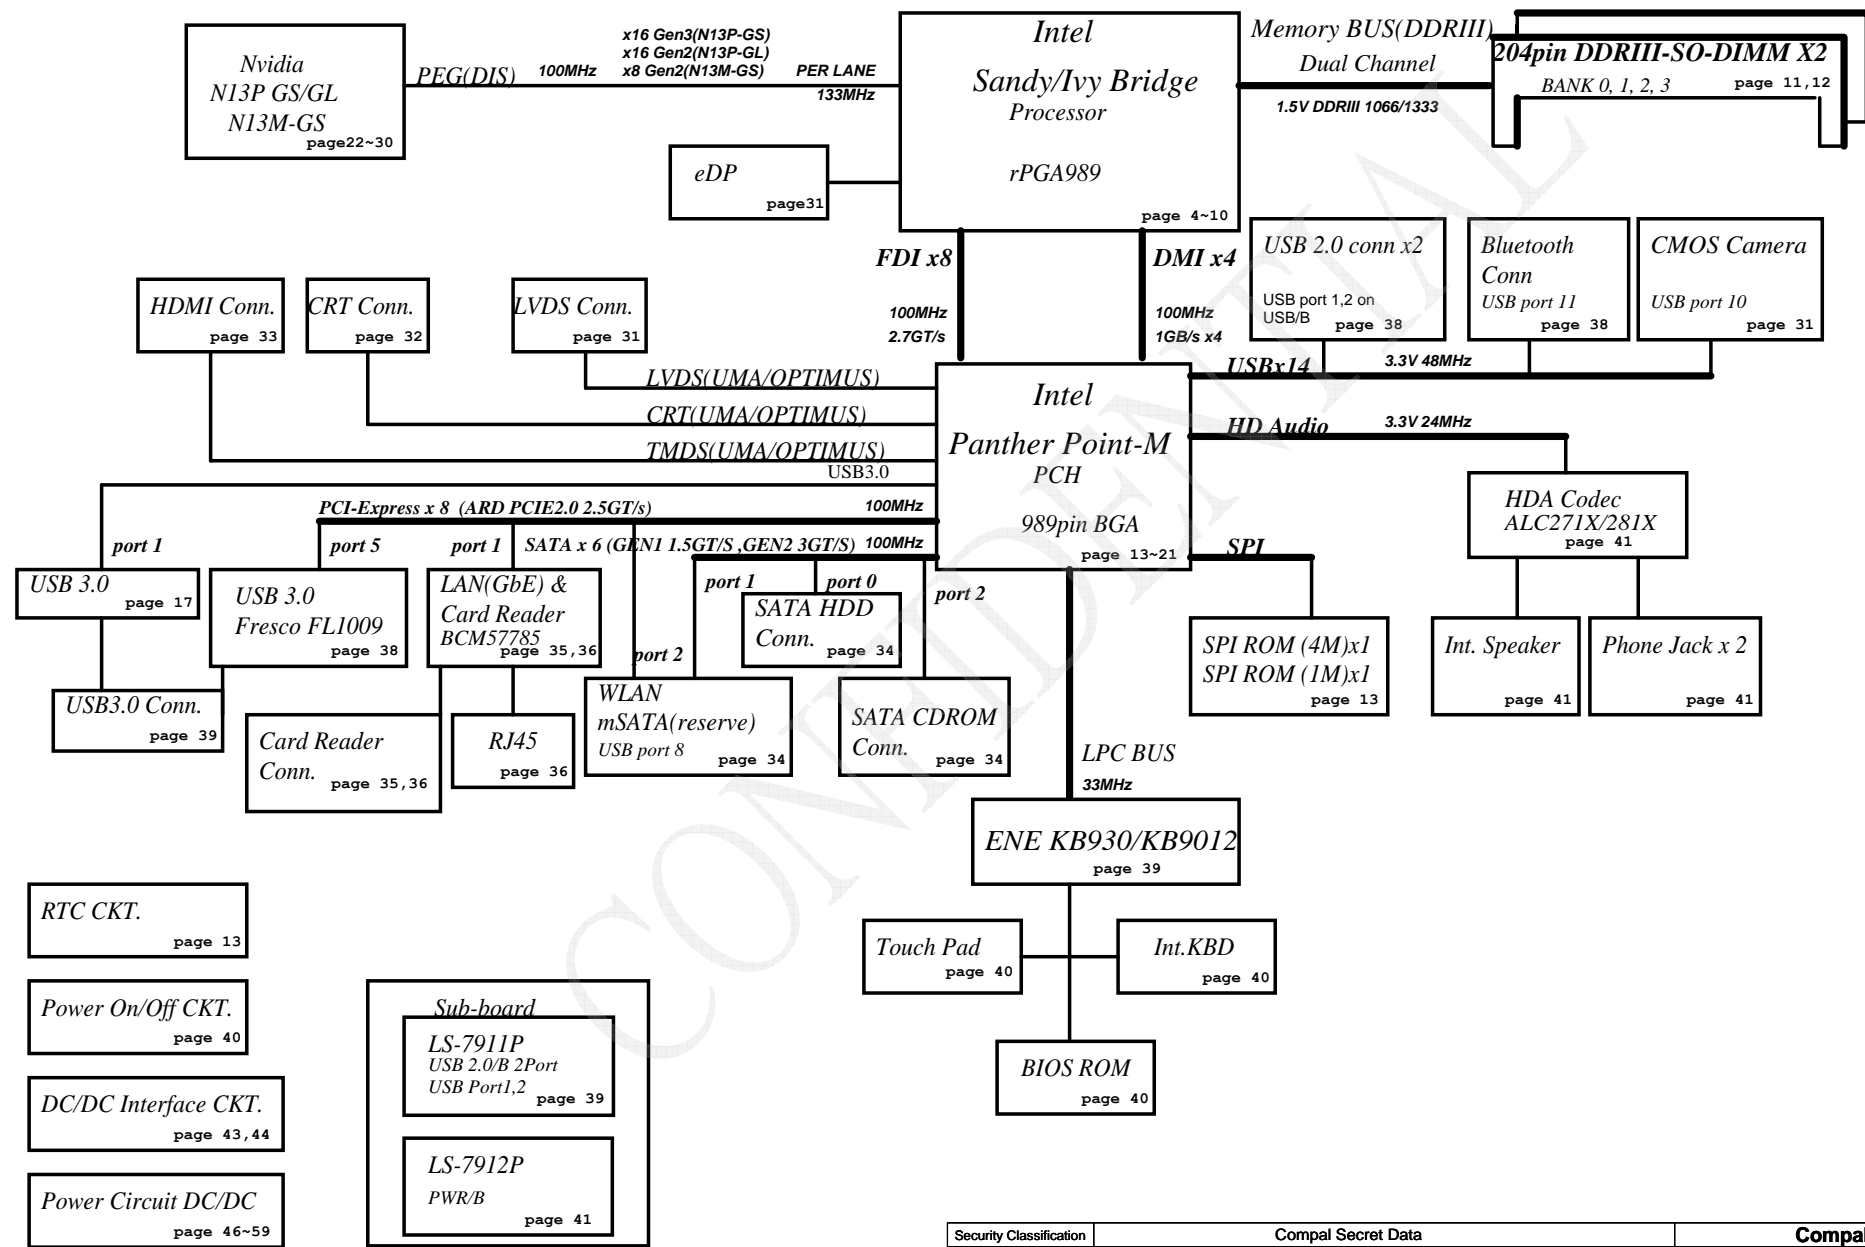 Nvidia
N13P GS/GL
N13M-GS
page22~30
PEG(DIS)
100MHz
x16 Gen3(N13P-GS)
x16 Gen2(N13P-GL)
x8 Gen2(N13M-GS)
PER LANE
133MHz
Intel
Sandy/Ivy Bridge
Processor
rPGA989
page 4~10
Memory BUS(DDRIII)
Dual Channel
1.5V DDRIII 1066/1333
204pin DDRIII-SO-DIMM X2
BANK 0, 1, 2, 3
page 11,12
eDP
page31
FDI x8
100MHz
2.7GT/s
DMI x4
100MHz
1GB/s x4
USB 2.0 conn x2
USB port 1,2 on
USB/B
page 38
Bluetooth
Conn
USB port 11
page 38
CMOS Camera
USB port 10
page 31
HDMI Conn.
page 33
CRT Conn.
page 32
LVDS Conn.
page 31
LVDS(UMA/OPTIMUS)
CRT(UMA/OPTIMUS)
TMDS(UMA/OPTIMUS)
USB3.0
Intel
Panther Point-M
PCH
989pin BGA
page 13~21
USBx14
3.3V 48MHz
HD Audio
3.3V 24MHz
SPI
PCI-Express x 8 (ARD PCIE2.0 2.5GT/s)
100MHz
SATA x 6 (GEN1 1.5GT/S ,GEN2 3GT/S)
100MHz
port 1
port 5
port 1
port 2
port 1
port 0
port 2
USB 3.0
page 17
USB 3.0
Fresco FL1009
page 38
LAN(GbE) &
Card Reader
BCM57785
page 35,36
SATA HDD
Conn.
page 34
HDA Codec
ALC271X/281X
page 41
USB3.0 Conn.
page 39
Card Reader
Conn.
page 35,36
RJ45
page 36
WLAN
mSATA(reserve)
USB port 8
page 34
SATA CDROM
Conn.
page 34
SPI ROM (4M)x1
SPI ROM (1M)x1
page 13
Int. Speaker
page 41
Phone Jack x 2
page 41
LPC BUS
33MHz
ENE KB930/KB9012
page 39
Touch Pad
page 40
Int.KBD
page 40
BIOS ROM
page 40
RTC CKT.
page 13
Power On/Off CKT.
page 40
DC/DC Interface CKT.
page 43,44
Power Circuit DC/DC
page 46~59
Sub-board
LS-7911P
USB 2.0/B 2Port
USB Port1,2
page 39
LS-7912P
PWR/B
page 41
CONFIDENTIAL
Security Classification
Compal Secret Data
Compal